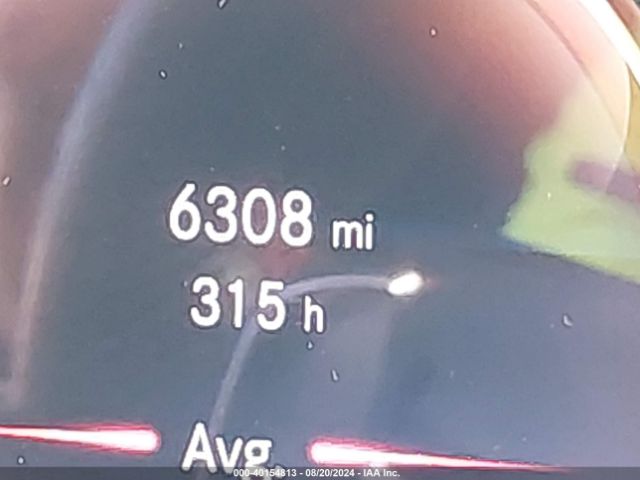 6308 mi
315 h
Avg.
000-40154813 - 08/20/2024 - IAA Inc.